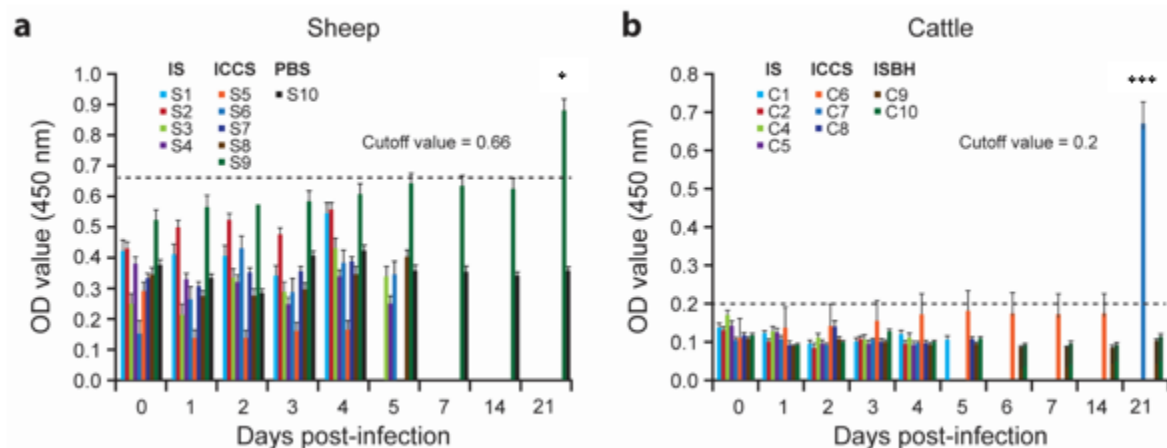 a Sheep
IS ICCS PBS
S1 S5 S10
S2 S6
S3 S7
S4 S8
S9
*
Cutoff value = 0.66
OD value (450 nm)
1.0
0.9
0.8
0.7
0.6
0.5
0.4
0.3
0.2
0.1
0.0
0 1 2 3 4 5 7 14 21
Days post-infection
b Cattle
IS ICCS ISBH
C1 C6 C9
C2 C7 C10
C4 C8
C5
***
Cutoff value = 0.2
OD value (450 nm)
0.8
0.7
0.6
0.5
0.4
0.3
0.2
0.1
0.0
0 1 2 3 4 5 6 7 14 21
Days post-infection